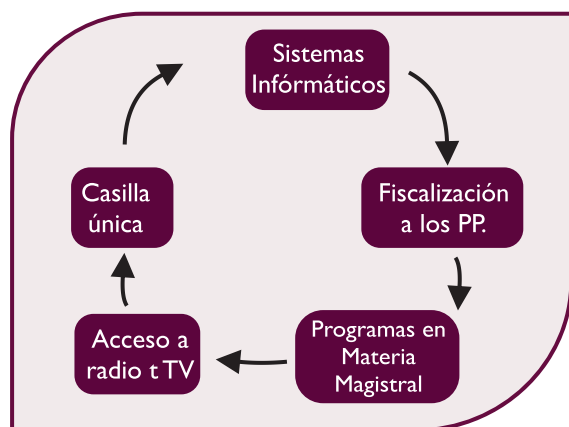 Sistemas
Infórmáticos
Fiscalización
a los PP.
Programas en
Materia
Magistral
Acceso a
radio t TV
Casilla
única